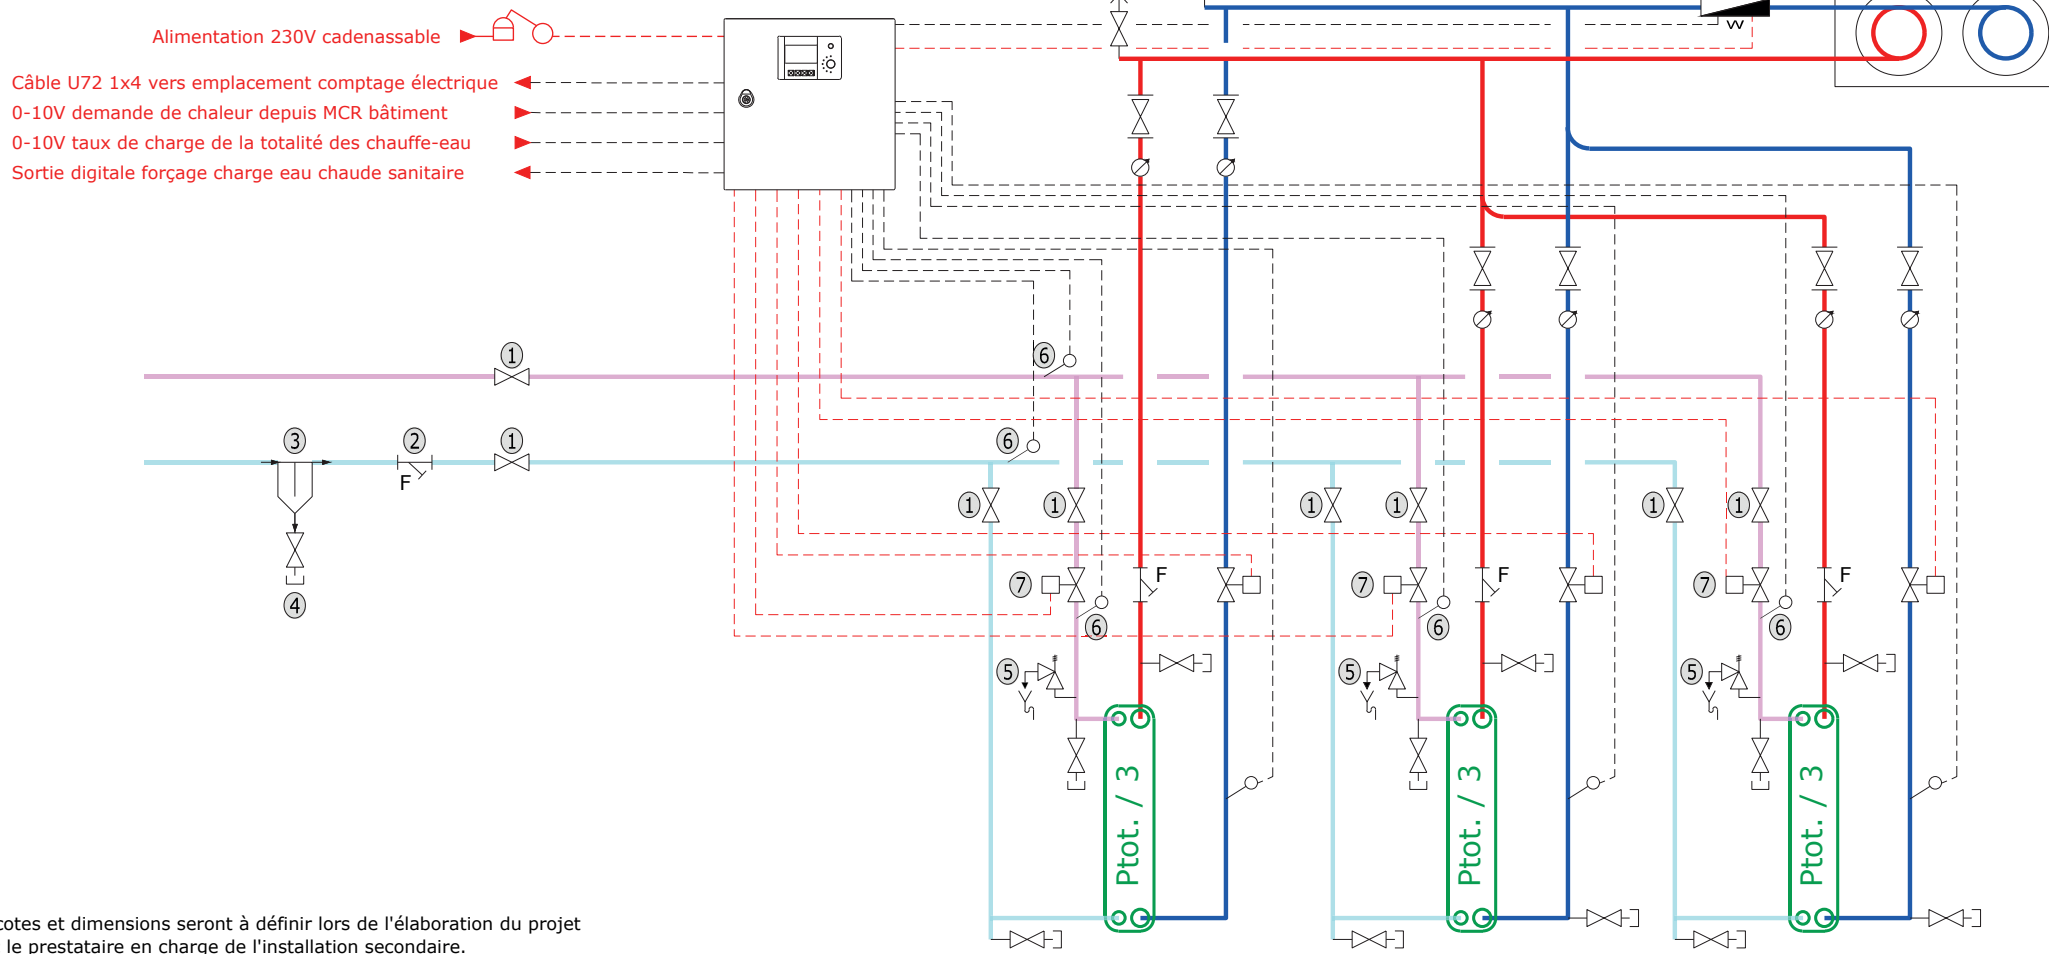 Alimentation 230V cadenassable
W
Câble U72 1x4 vers emplacement comptage électrique
0-10V demande de chaleur depuis MCR bâtiment
0-10V taux de charge de la totalité des chauffe-eau
Sortie digitale forçage charge eau chaude sanitaire
1
6
3
2
1
6
F
1
1
1
1
1
1
7
F
7
F
7
F
4
6
6
6
5
5
5
Ptot. / 3
Ptot. / 3
Ptot. / 3
cotes et dimensions seront à définir lors de l'élaboration du projet
le prestataire en charge de l'installation secondaire.